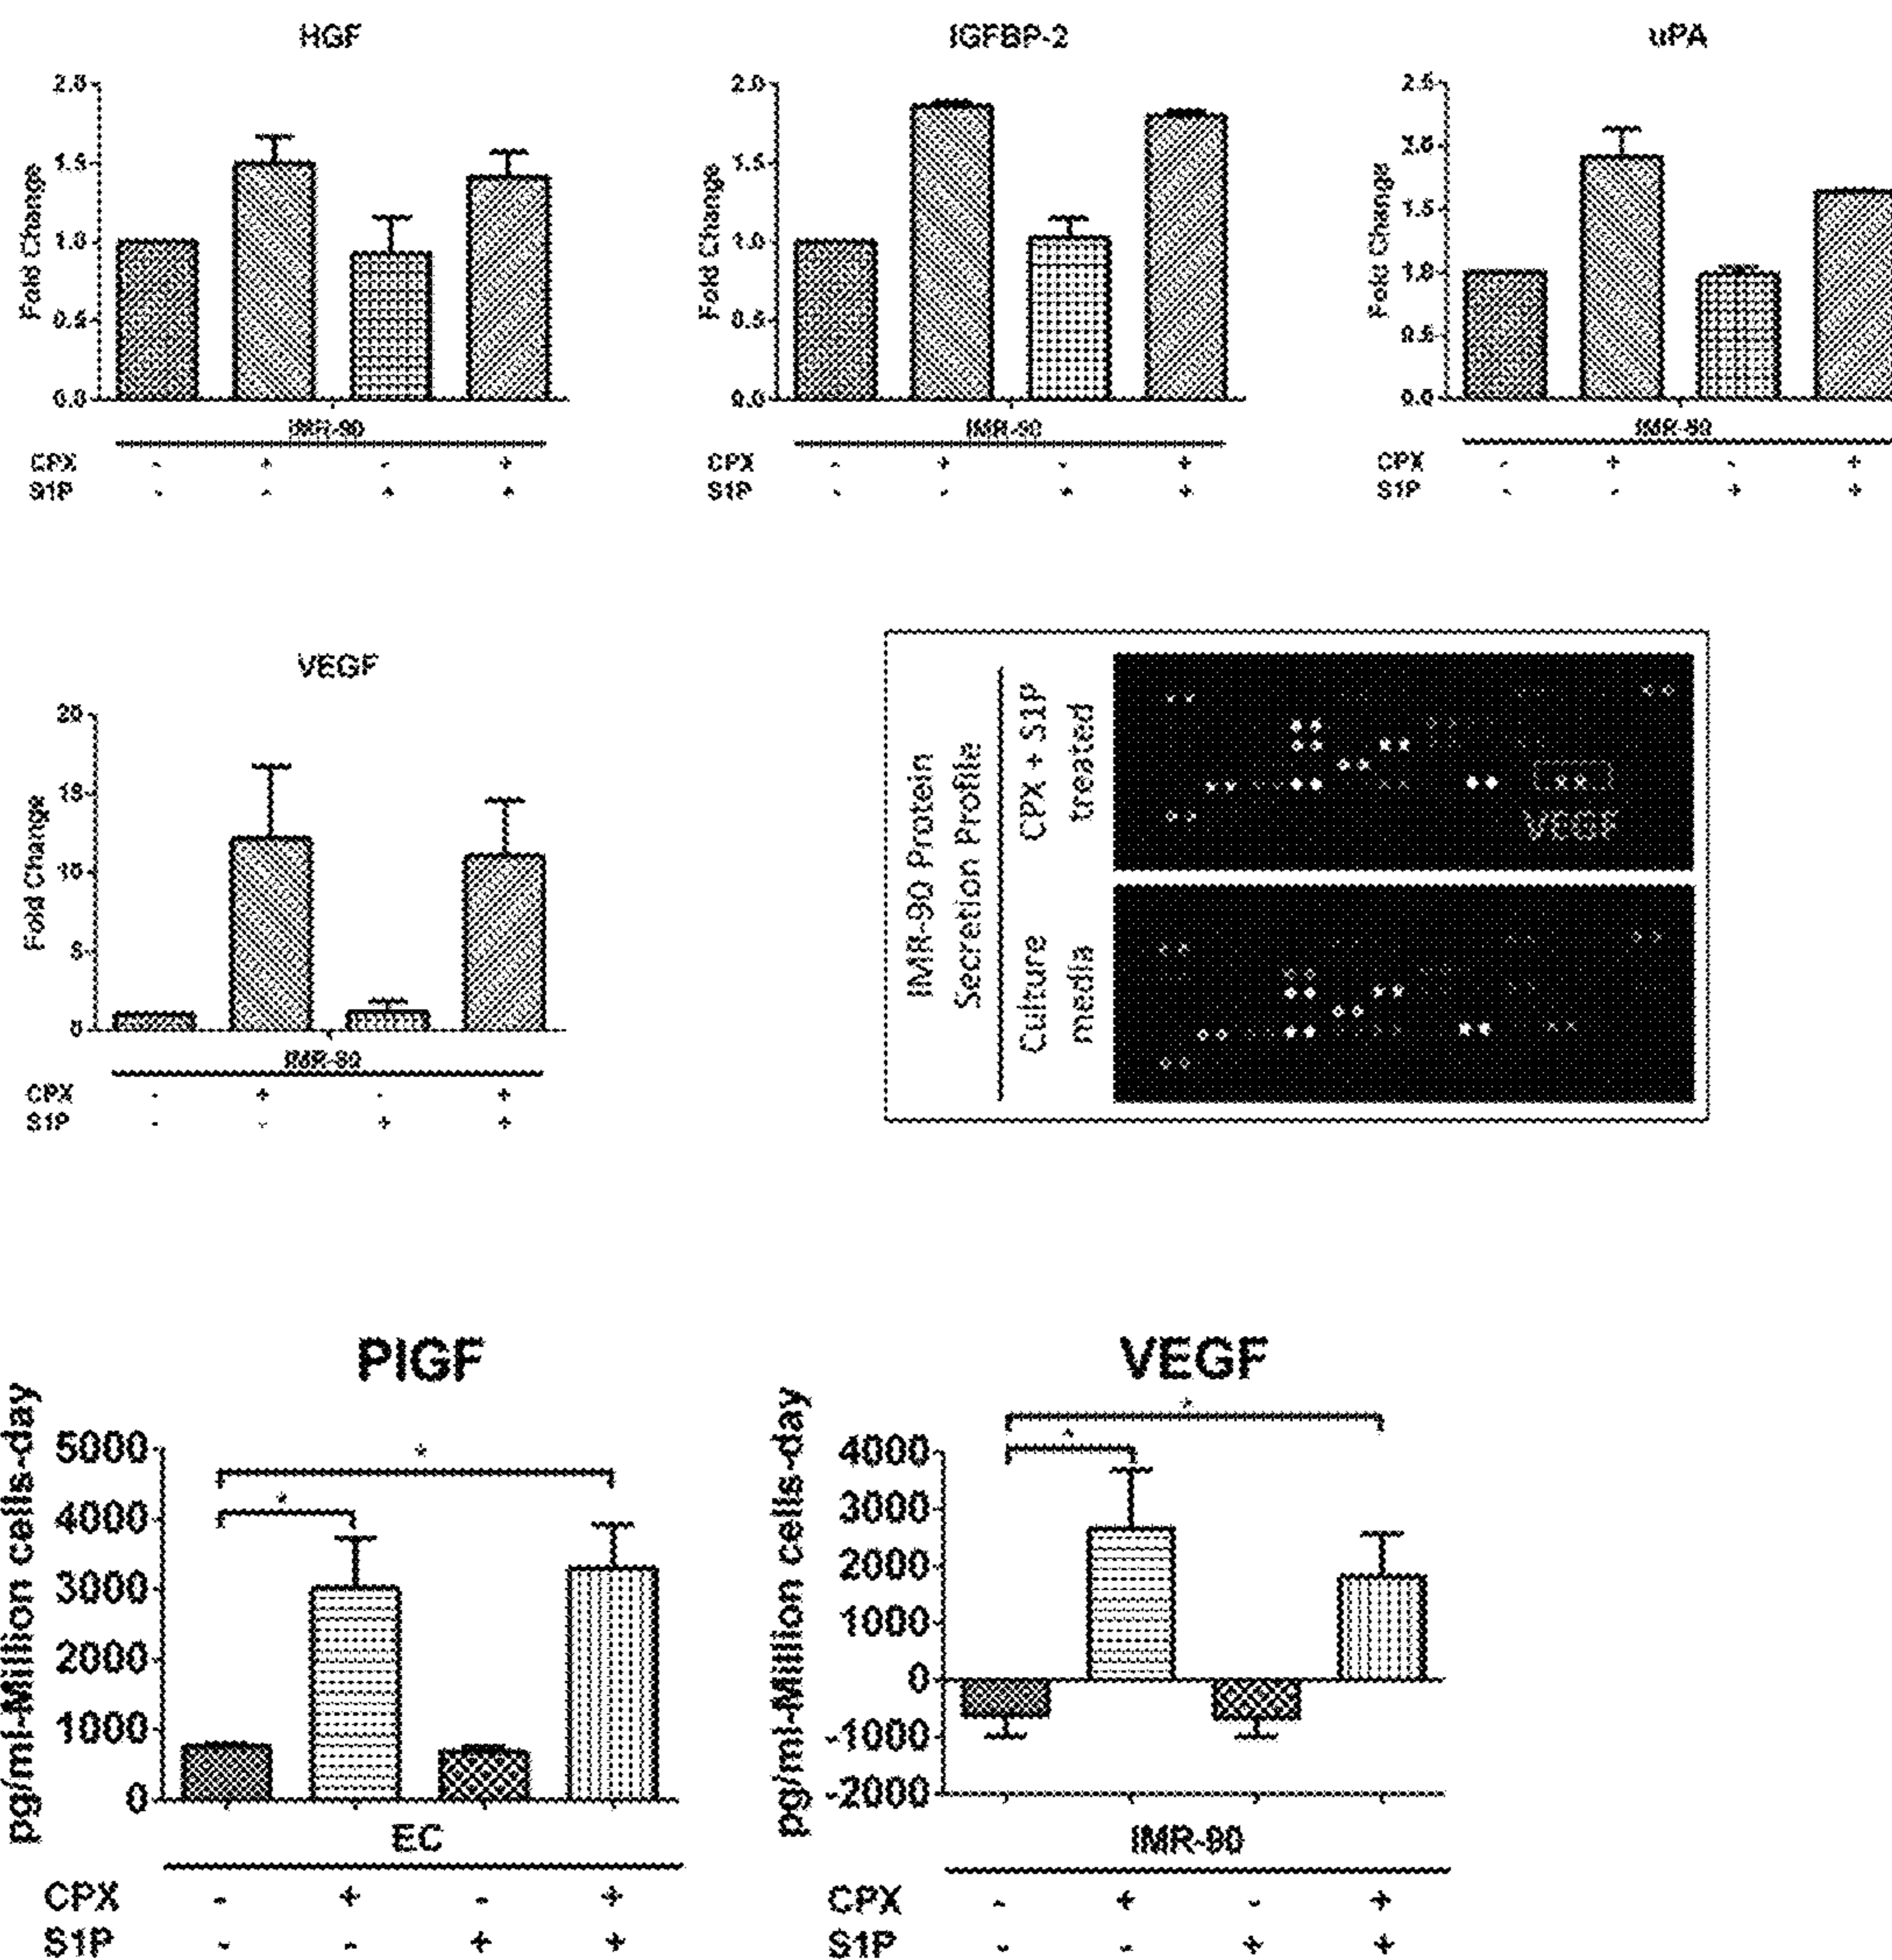 HGF
2.0
1.5
1.0
0.5
0.0
Fold Change
IMR-90
CPX - + - +
S1P - - + +
IGFBP-2
2.0
1.5
1.0
0.5
0.0
Fold Change
IMR-90
CPX - + - +
S1P - - + +
uPA
2.5
2.0
1.5
1.0
0.5
0.0
Fold Change
IMR-90
CPX - + - +
S1P - - + +
VEGF
20
15
10
5
0
Fold Change
IMR-90
CPX - + - +
S1P - - + +
IMR-90 Protein
Secretion Profile
CPX + S1P
treated
VEGF
Culture
media
PlGF
pg/ml-Million cells-day
5000
4000
3000
2000
1000
0
*
*
EC
CPX - + - +
S1P - - + +
VEGF
pg/ml-Million cells-day
4000
3000
2000
1000
0
-1000
-2000
*
*
IMR-90
CPX - + - +
S1P - - + +